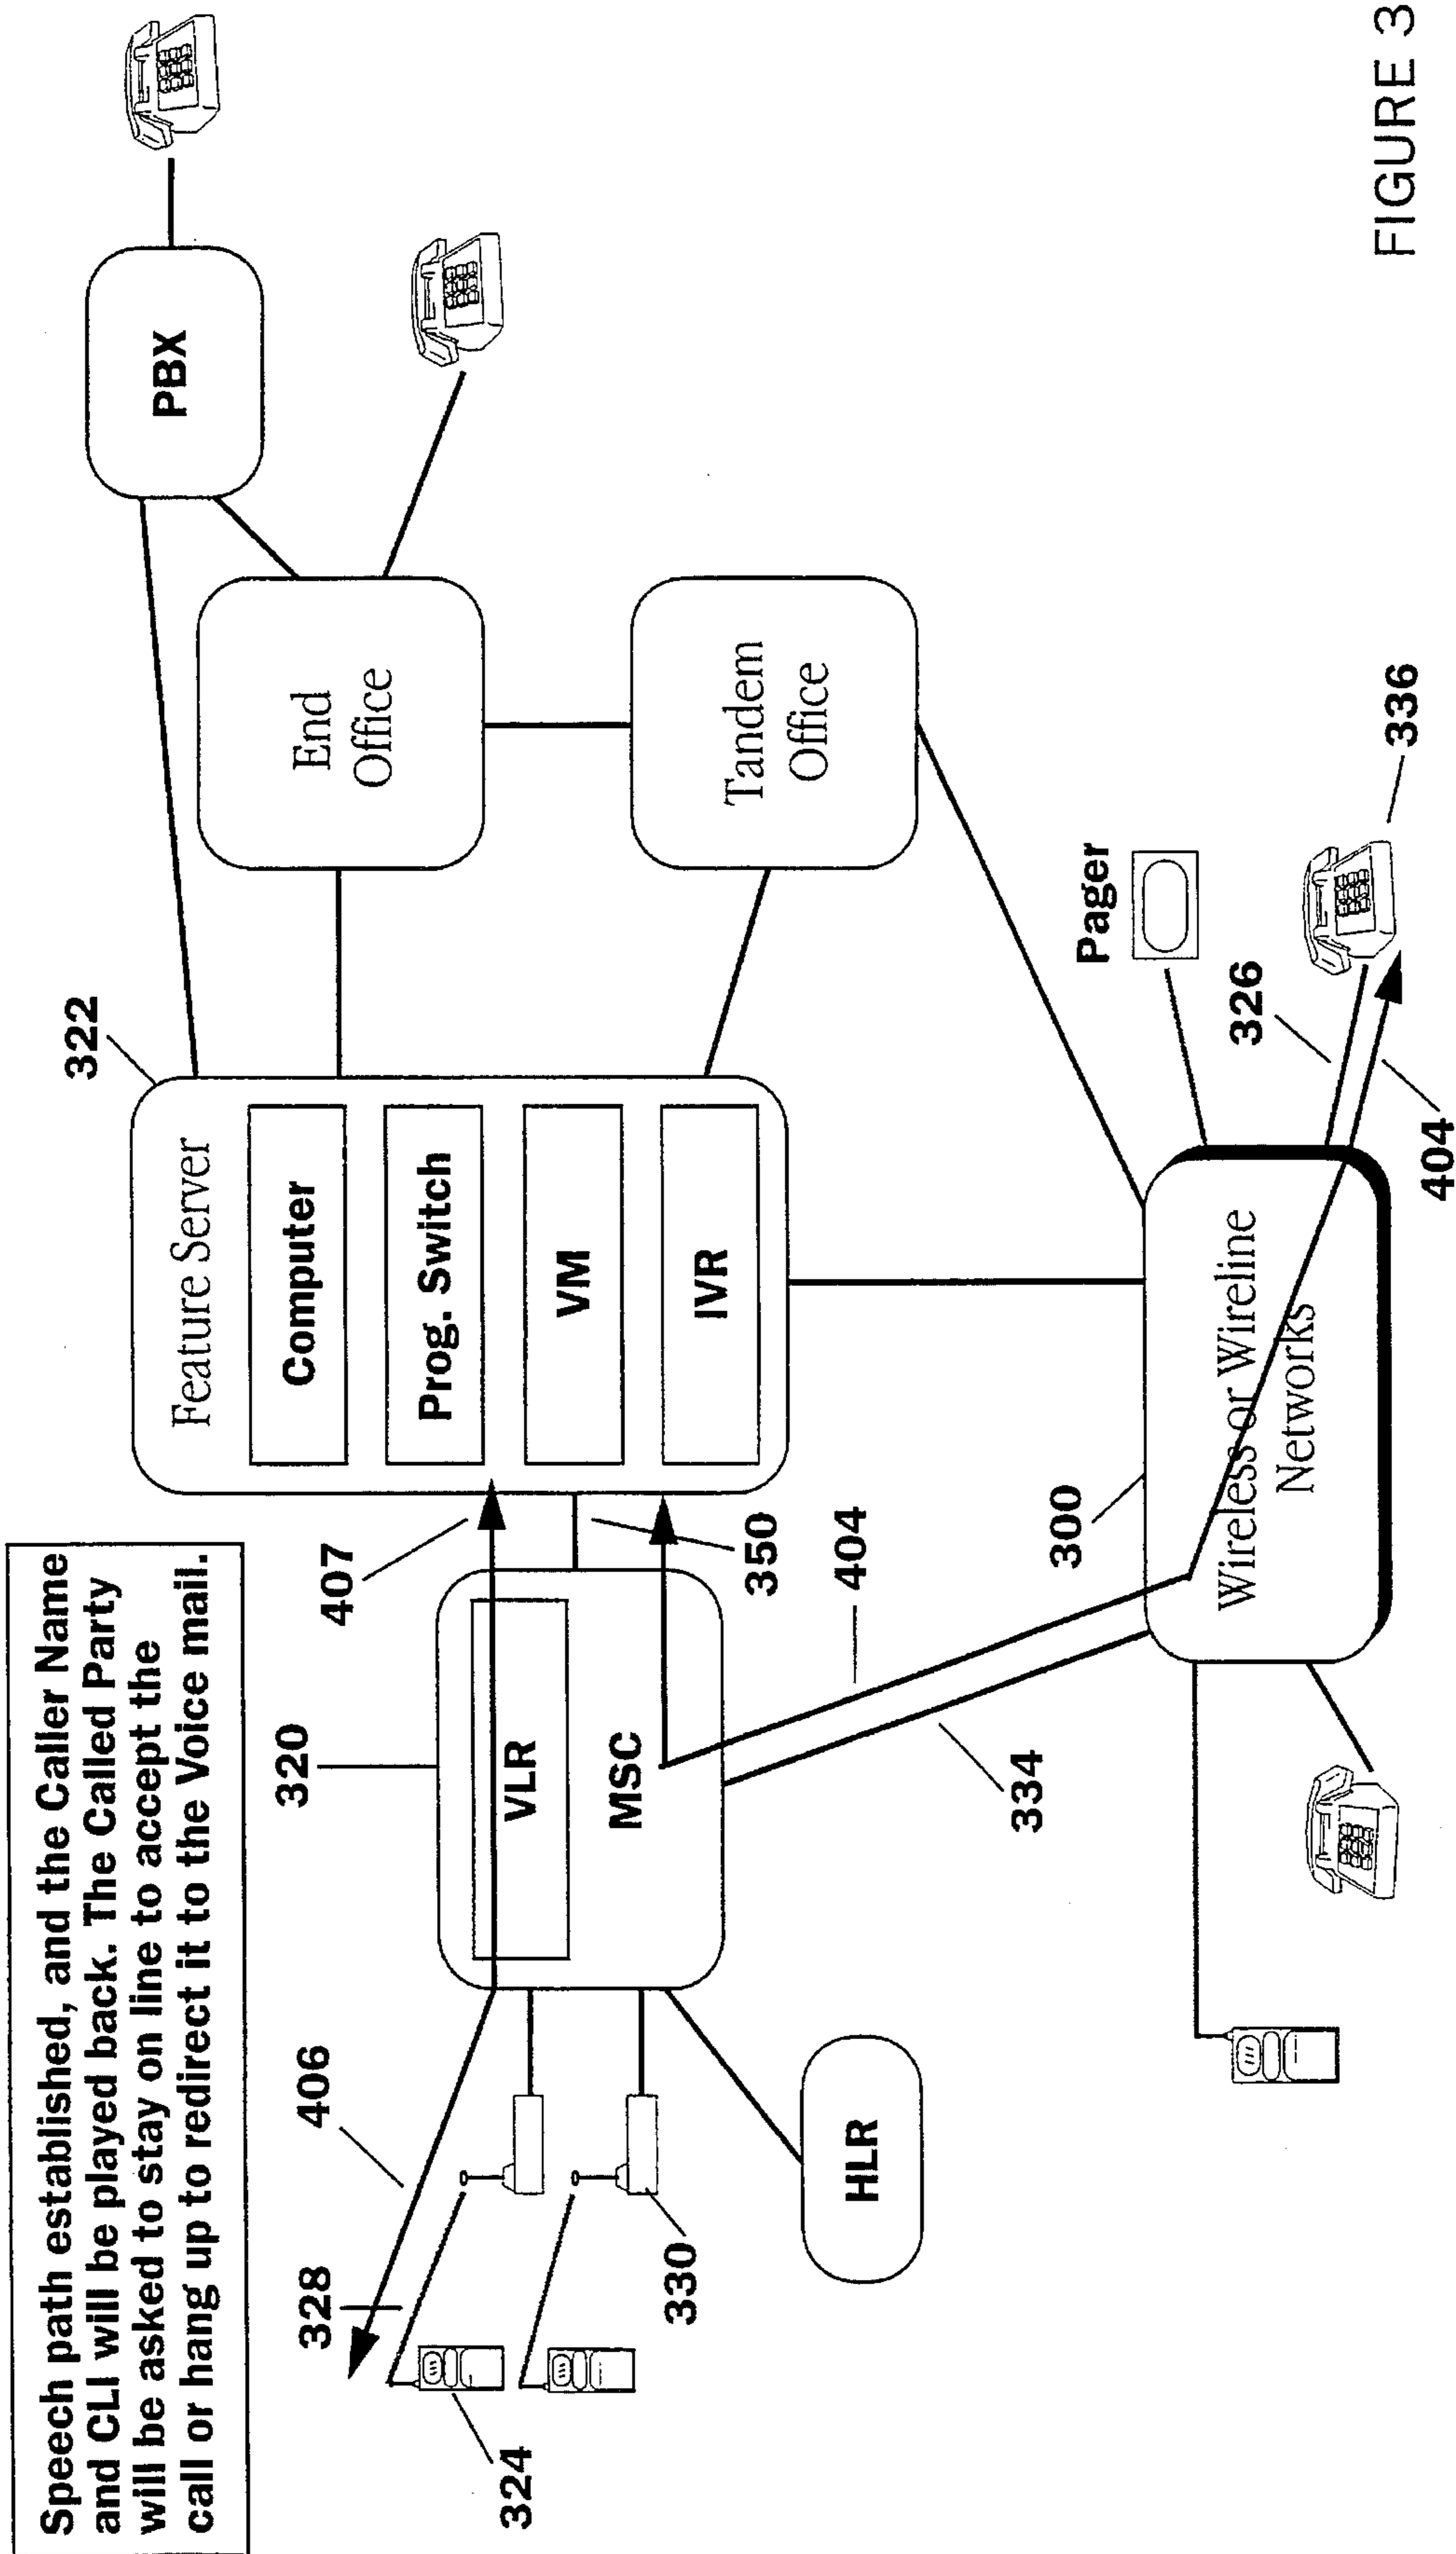 Speech path established, and the Caller Name
and CLI will be played back. The Called Party
will be asked to stay on line to accept the
call or hang up to redirect it to the Voice mail.
322
PBX
Feature Server
Computer
Prog. Switch
VM
IVR
End
Office
Tandem
Office
407
350
320
VLR
MSC
406
328
324
330
HLR
404
334
300
Wireless or Wireline
Networks
Pager
326
404
336
FIGURE 3